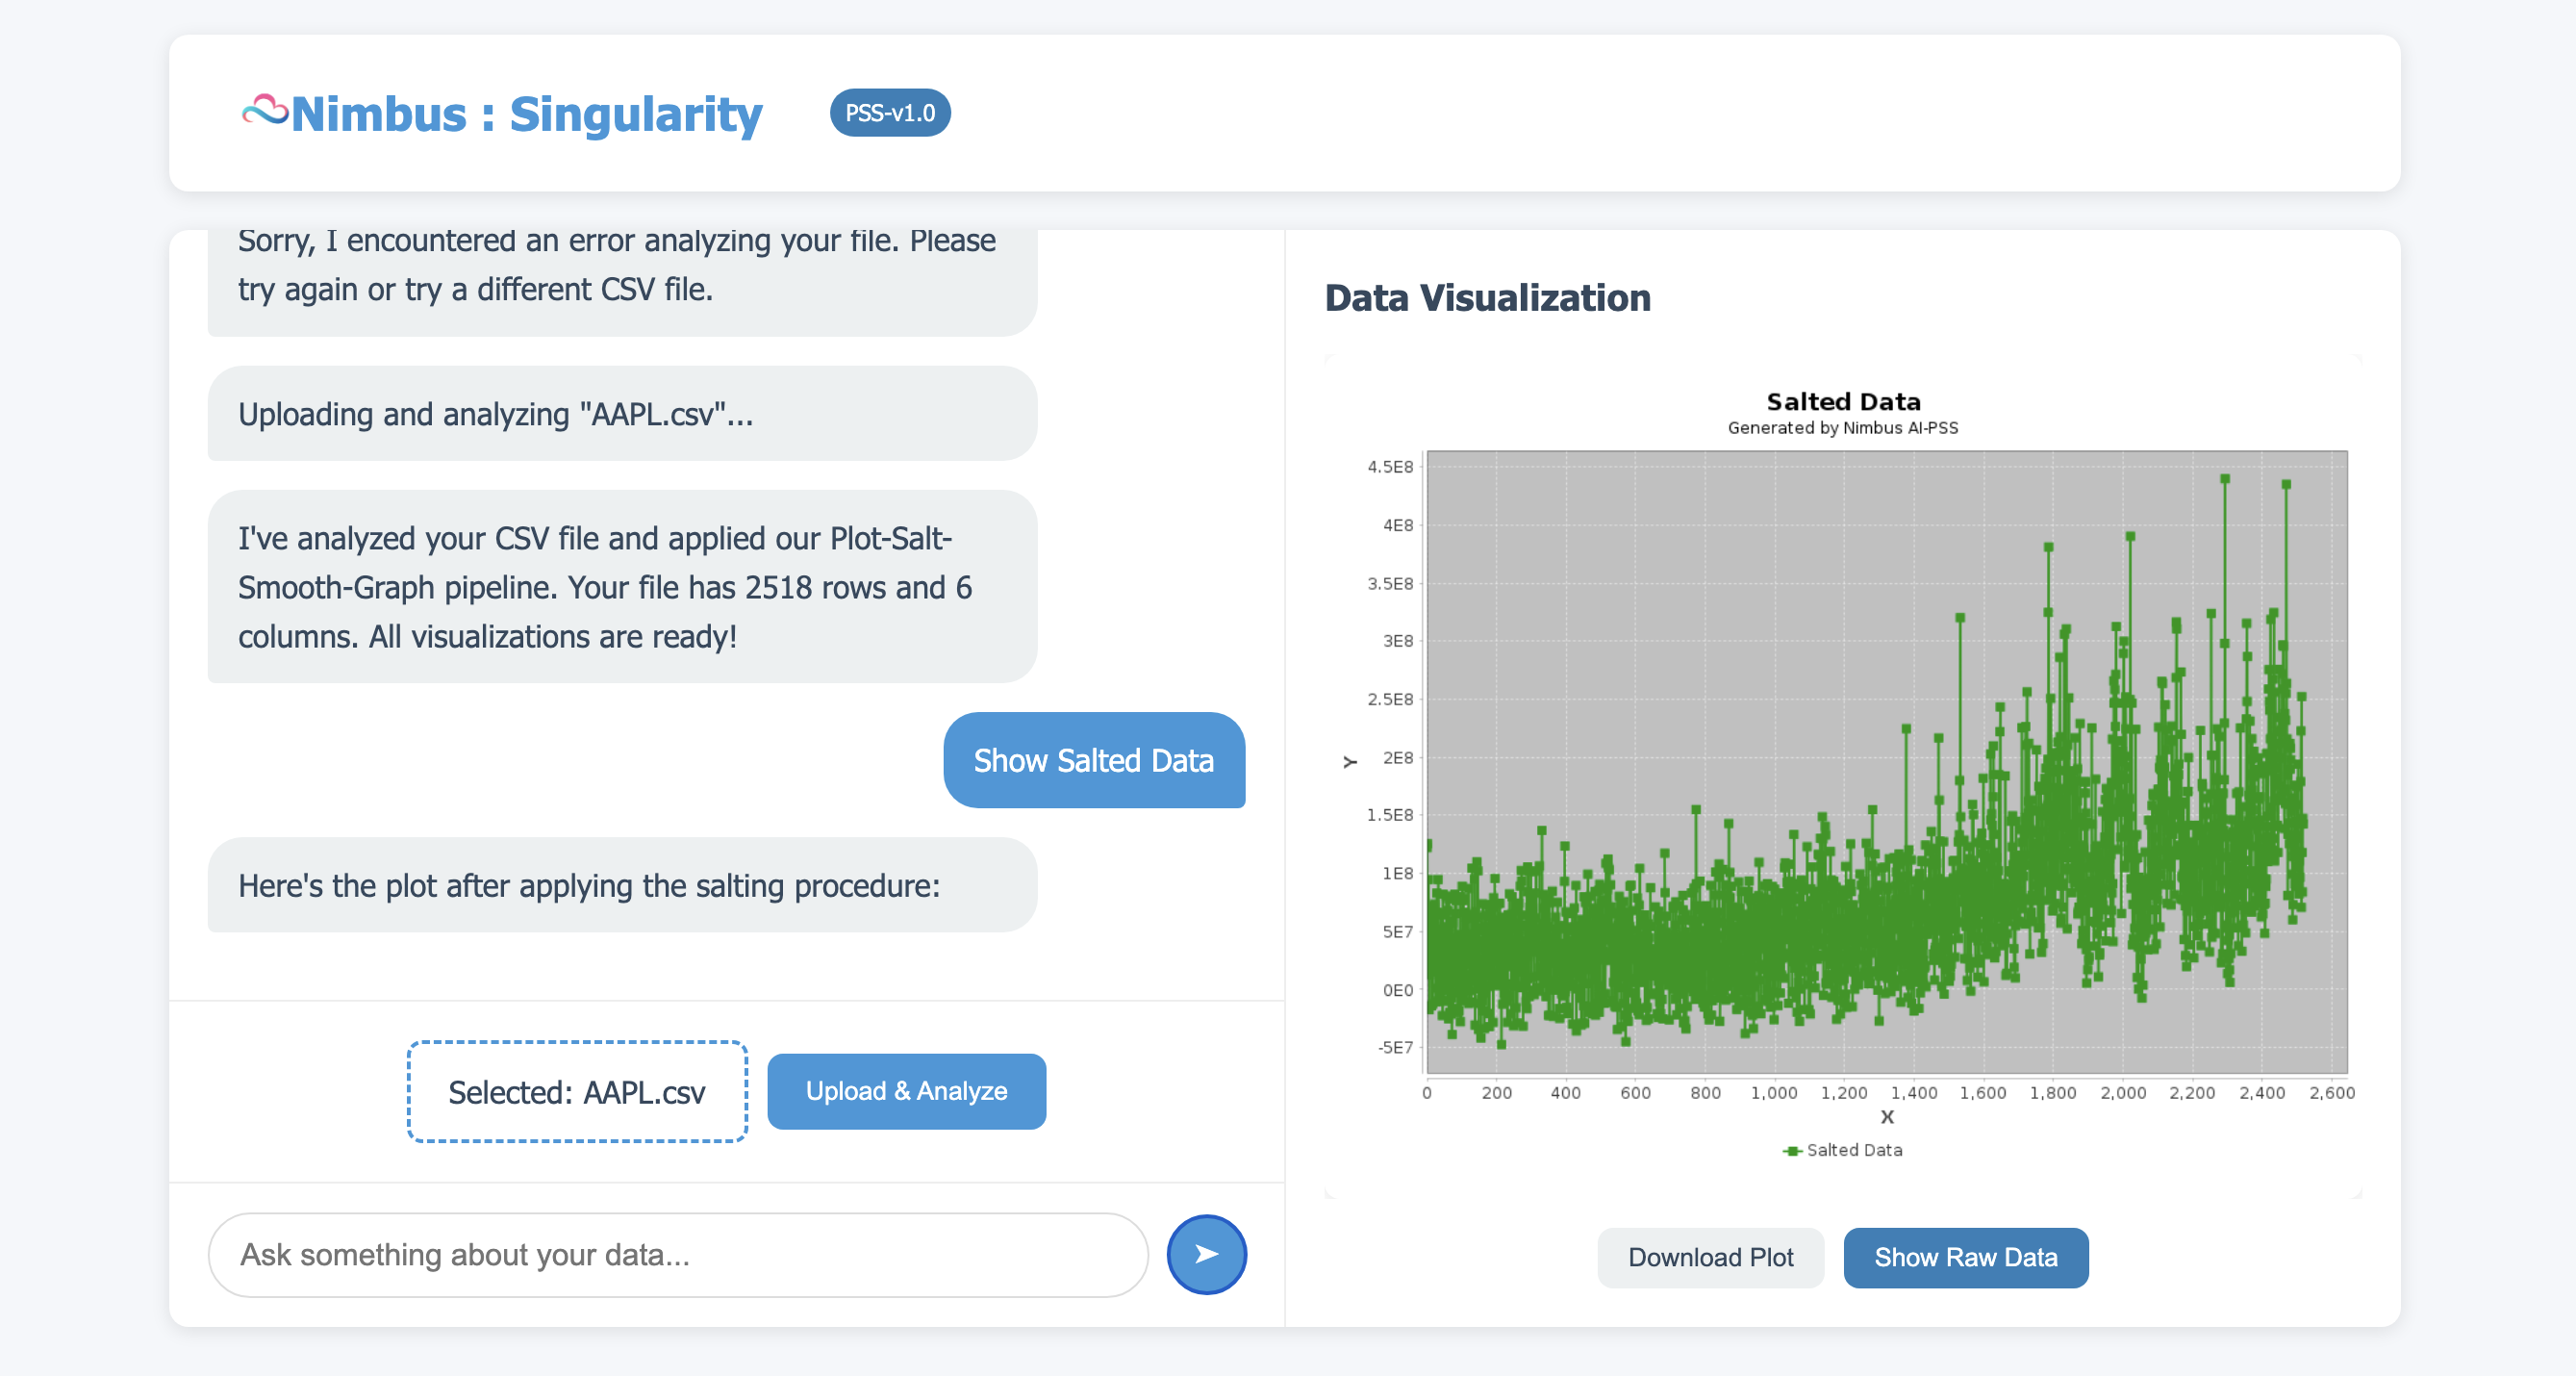 Nimbus : Singularity
PSS-v1.0
Sorry, I encountered an error analyzing your file. Please
try again or try a different CSV file.
Uploading and analyzing "AAPL.csv"...
I've analyzed your CSV file and applied our Plot-Salt-
Smooth-Graph pipeline. Your file has 2518 rows and 6
columns. All visualizations are ready!
Show Salted Data
Here's the plot after applying the salting procedure:
Selected: AAPL.csv
Upload & Analyze
Ask something about your data...
Data Visualization
Salted Data
Generated by Nimbus AI-PSS
4.5E8
4E8
3.5E8
3E8
2.5E8
2E8
1.5E8
1E8
5E7
0E0
-5E7
Y
0 200 400 600 800 1,000 1,200 1,400 1,600 1,800 2,000 2,200 2,400 2,600
X
Salted Data
Download Plot
Show Raw Data